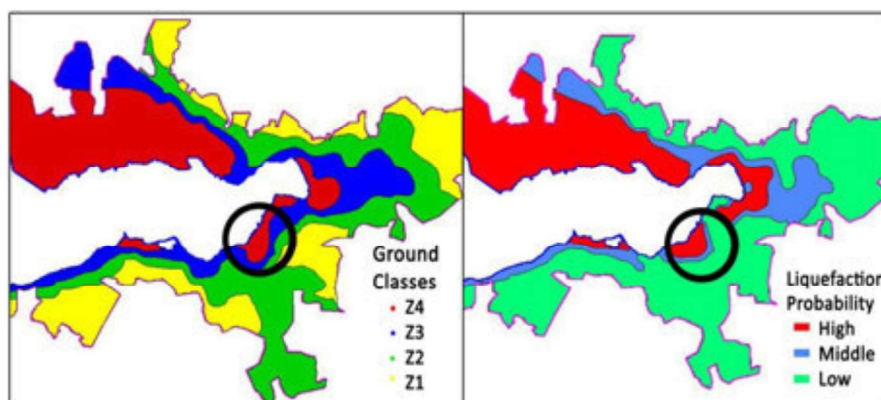 Ground
Classes
Z4
Z3
Z2
Z1
Liquefaction
Probability
High
Middle
Low